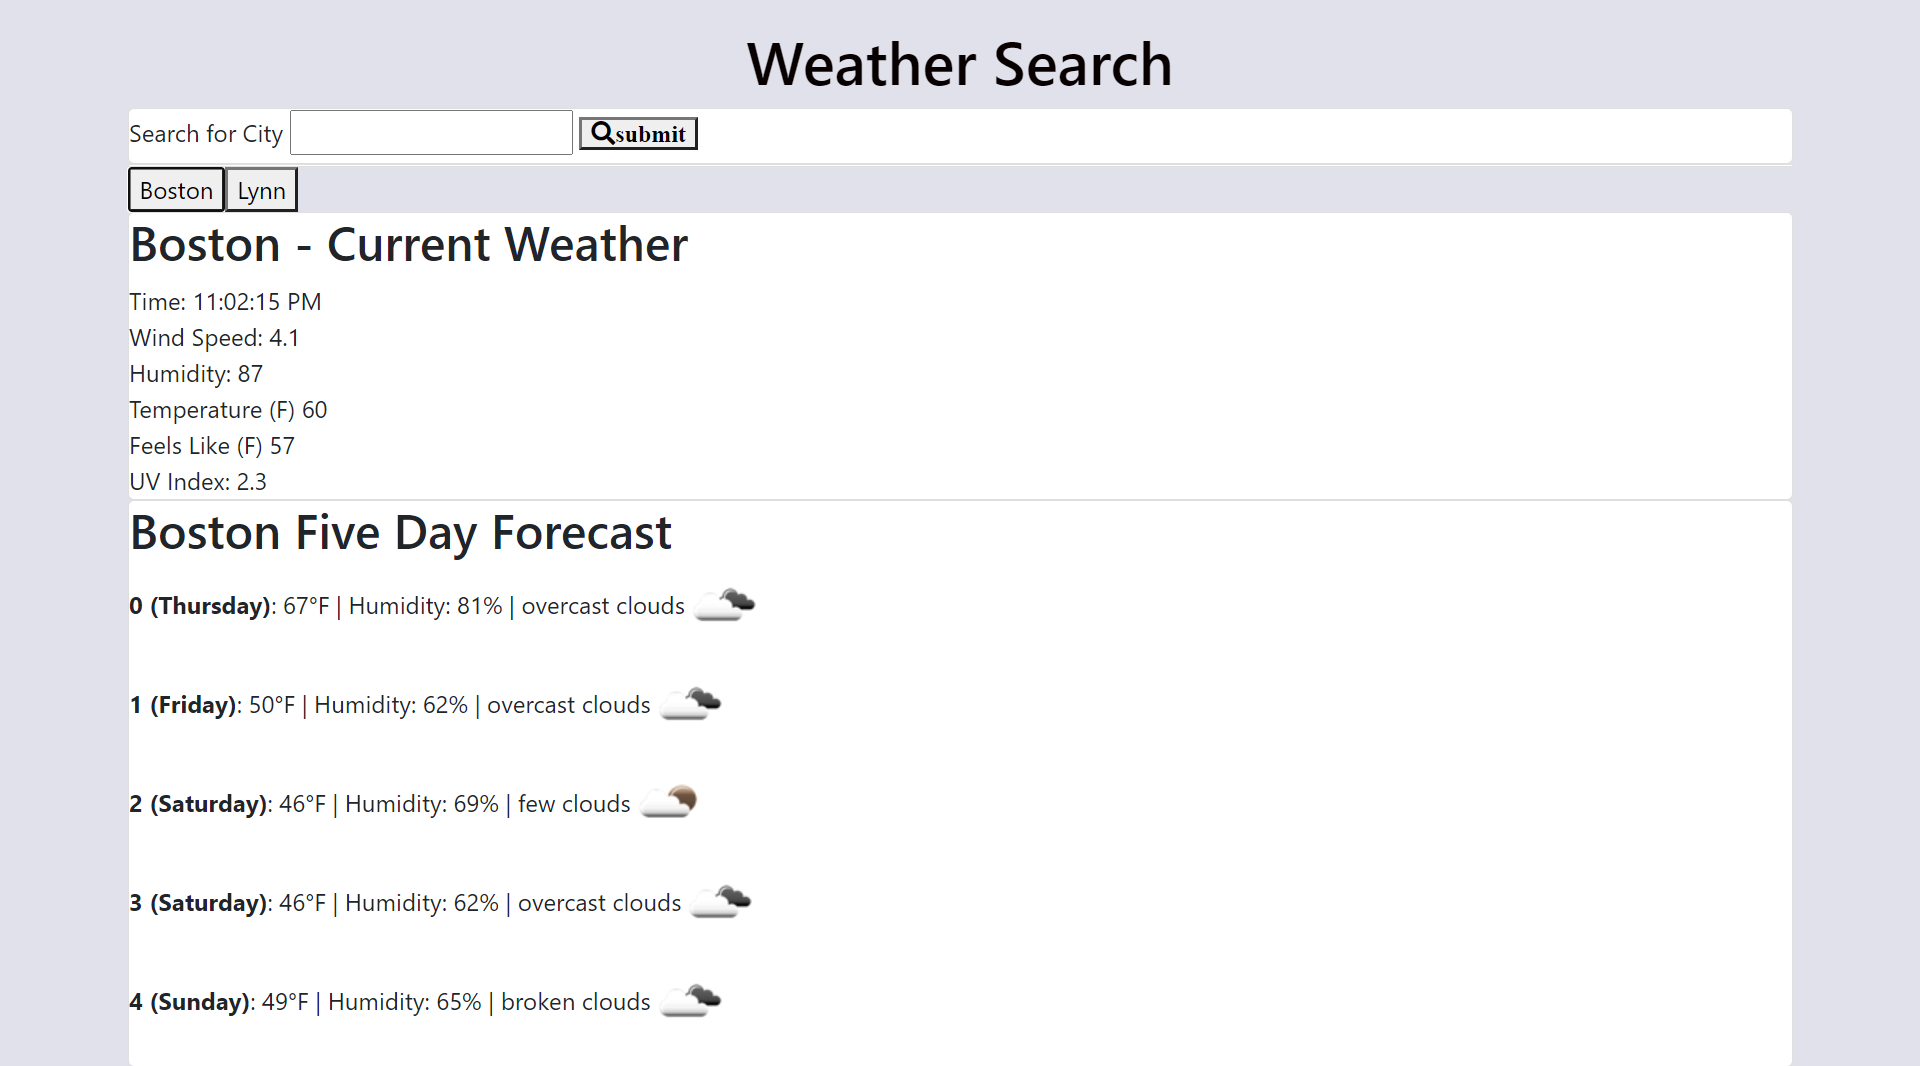 Weather Search
Search for City submit
Boston Lynn
Boston - Current Weather
Time: 11:02:15 PM
Wind Speed: 4.1
Humidity: 87
Temperature (F) 60
Feels Like (F) 57
UV Index: 2.3
Boston Five Day Forecast
0 (Thursday): 67°F | Humidity: 81% | overcast clouds
1 (Friday): 50°F | Humidity: 62% | overcast clouds
2 (Saturday): 46°F | Humidity: 69% | few clouds
3 (Saturday): 46°F | Humidity: 62% | overcast clouds
4 (Sunday): 49°F | Humidity: 65% | broken clouds